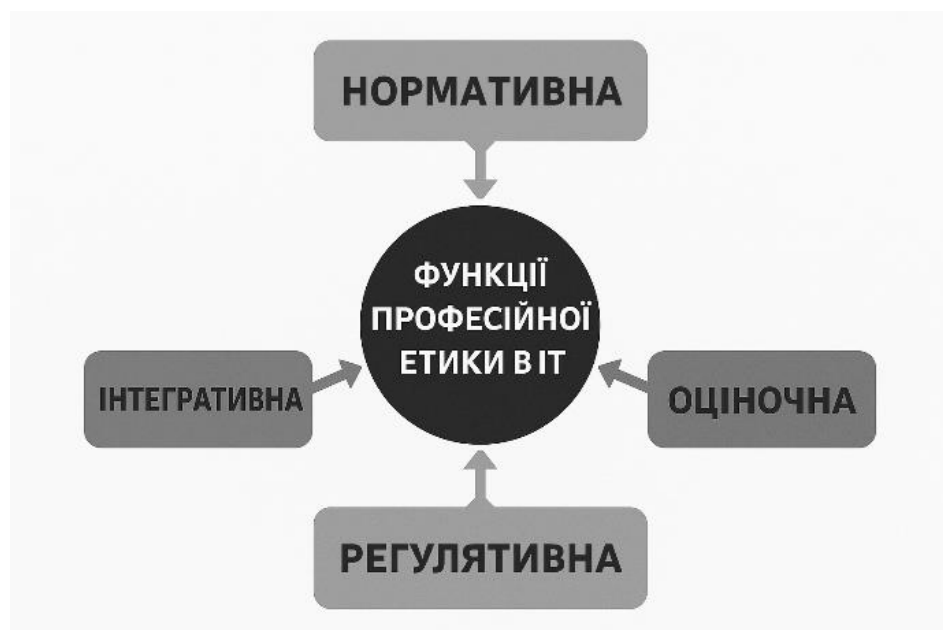 НОРМАТИВНА
ФУНКЦІЇ
ПРОФЕСІЙНОЇ
ЕТИКИ В ІТ
ІНТЕГРАТИВНА
ОЦІНОЧНА
РЕГУЛЯТИВНА